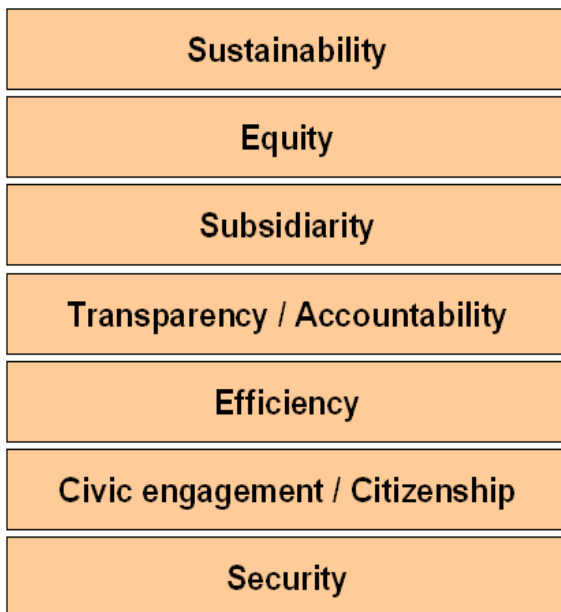 Sustainability
Equity
Subsidiarity
Transparency / Accountability
Efficiency
Civic engagement / Citizenship
Security